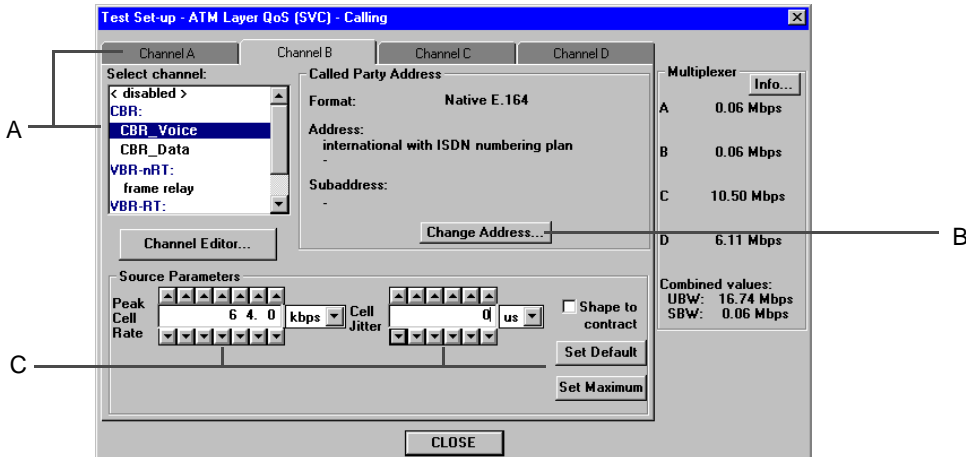 Test Set-up - ATM Layer QoS (SVC) - Calling
Channel A
Channel B
Channel C
Channel D
Select channel:
< disabled >
CBR:
CBR_Voice
CBR_Data
VBR-nRT:
frame relay
VBR-RT:
Channel Editor...
Called Party Address
Format: Native E.164
Address:
international with ISDN numbering plan
-
Subaddress:
-
Change Address...
Multiplexer
Info...
A 0.06 Mbps
B 0.06 Mbps
C 10.50 Mbps
D 6.11 Mbps
Combined values:
UBW: 16.74 Mbps
SBW: 0.06 Mbps
Source Parameters
Peak
Cell
Rate
6 4. 0
kbps
Cell
Jitter
0
us
Shape to
contract
Set Default
Set Maximum
CLOSE
A
B
C